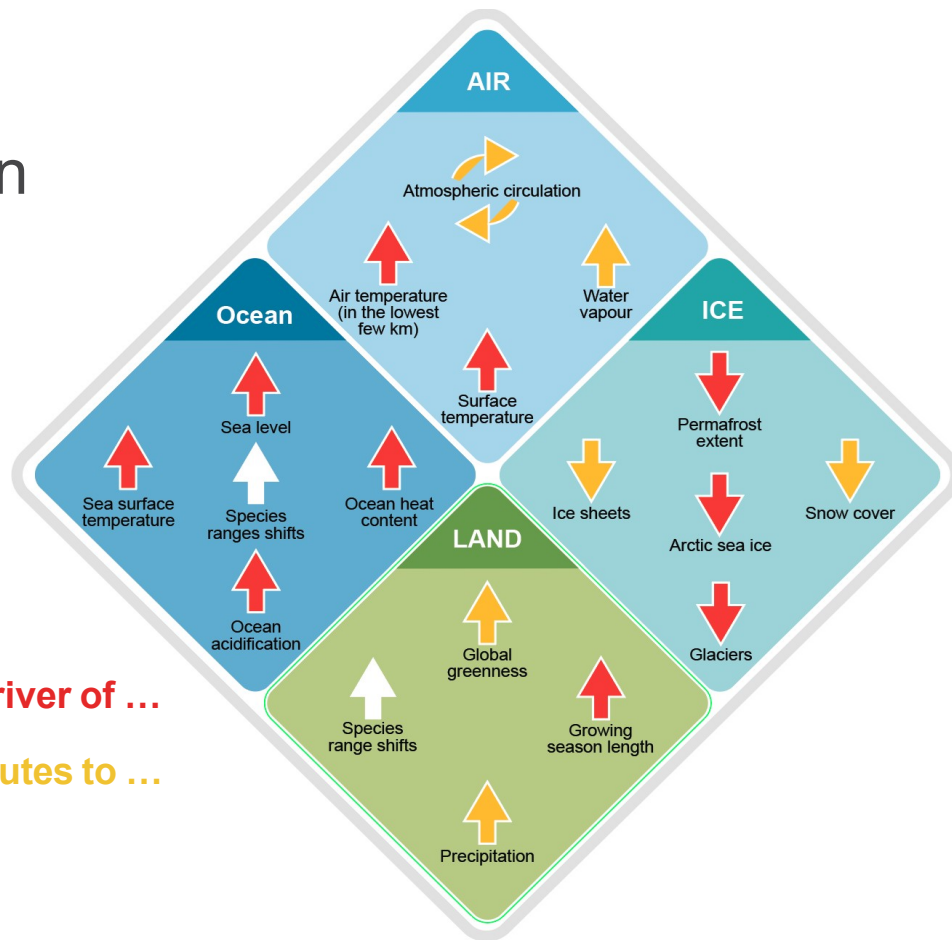 n
AIR
Atmospheric circulation
Air temperature
(in the lowest
few km)
Water
vapour
Surface
temperature
Ocean
Sea level
Sea surface
temperature
Species
ranges shifts
Ocean heat
content
Ocean
acidification
ICE
Permafrost
extent
Ice sheets
Snow cover
Arctic sea ice
Glaciers
LAND
Global
greenness
Species
range shifts
Growing
season length
Precipitation
river of ...
utes to ...